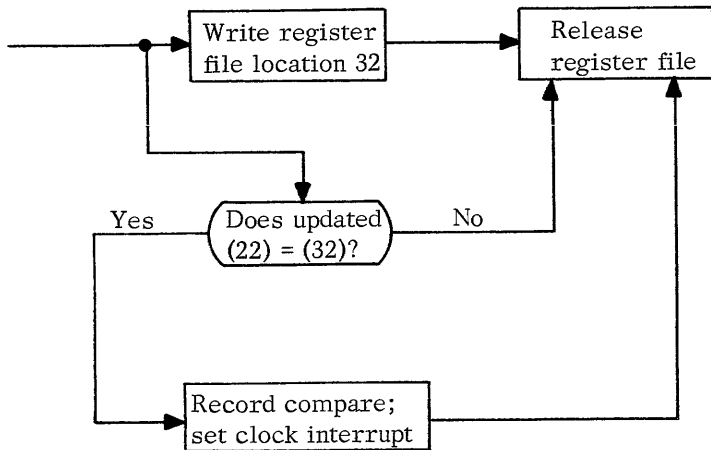 Write register
file location 32
Release
register file
Yes
Does updated
(22) = (32)?
No
Record compare;
set clock interrupt